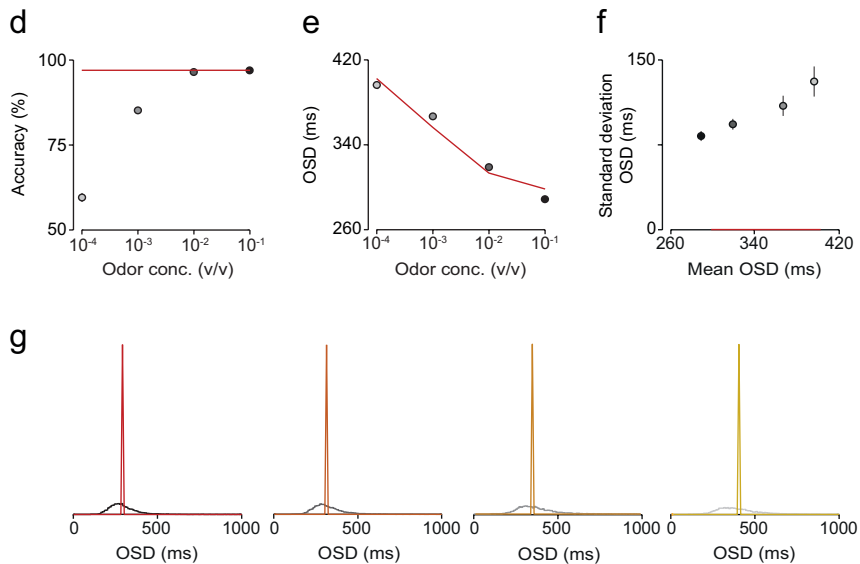 d
Accuracy (%)
100
75
50
10⁻⁴ 10⁻³ 10⁻² 10⁻¹
Odor conc. (v/v)
e
OSD (ms)
420
340
260
10⁻⁴ 10⁻³ 10⁻² 10⁻¹
Odor conc. (v/v)
f
Standard deviation
OSD (ms)
150
0
260 340 420
Mean OSD (ms)
g
0 500 1000
OSD (ms)
0 500 1000
OSD (ms)
0 500 1000
OSD (ms)
0 500 1000
OSD (ms)